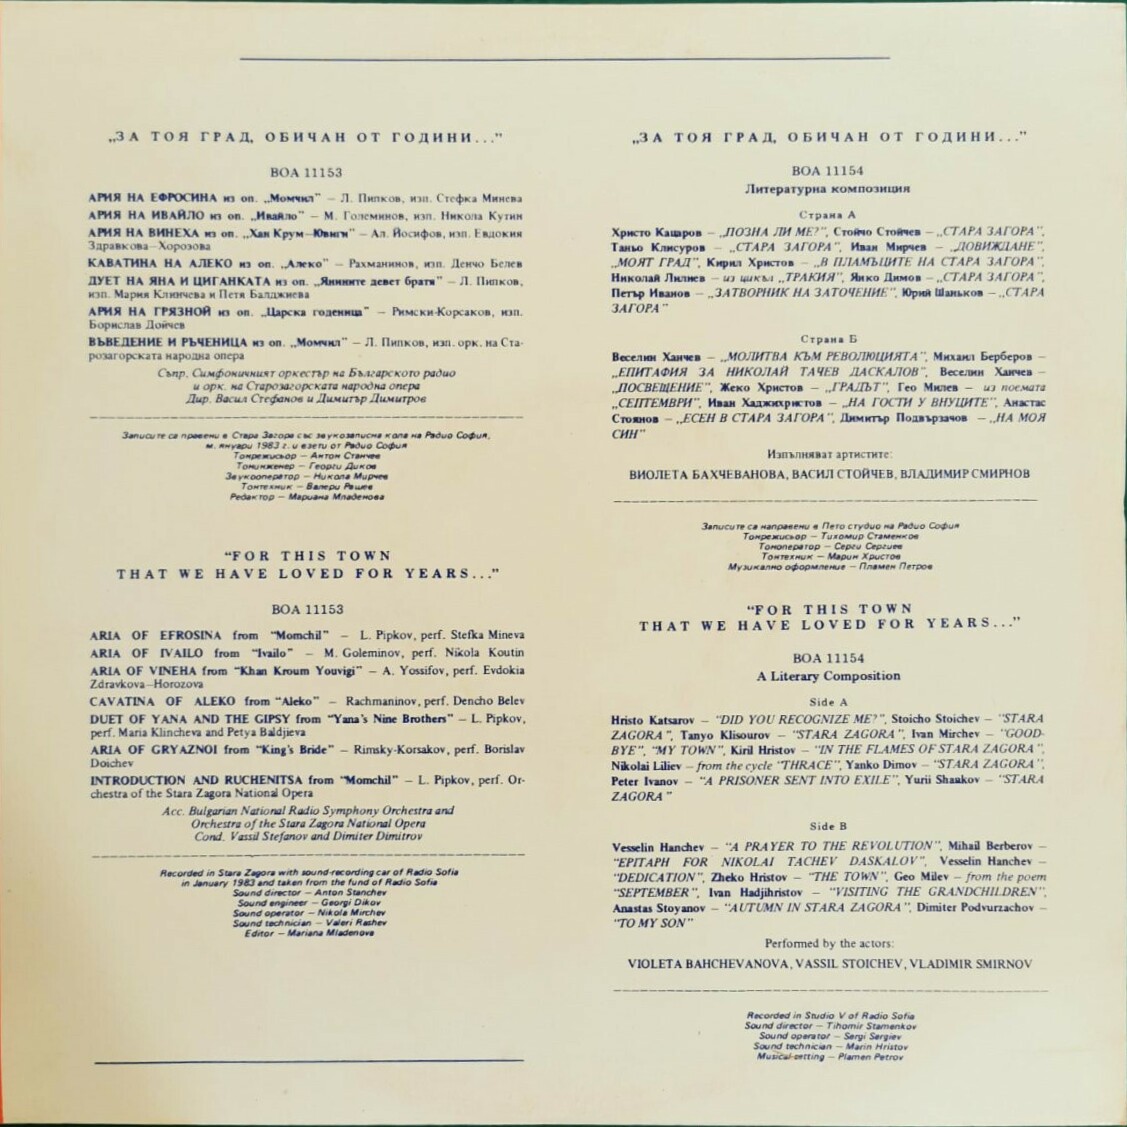 „ЗА ТОЯ ГРАД, ОБИЧАН ОТ ГОДИНИ...”
ВОА 11153
АРИЯ НА ЕФРОСИНА из оп. „Момчил” – Л. Пипков, изп. Стефка Минева
АРИЯ НА ИВАЙЛО из оп. „Ивайло” – М. Големинов, изп. Никола Кутин
АРИЯ НА ВИНЕХА из оп. „Хан Крум–Ювиги” – Ал. Йосифов, изп. Евдокия
Здравкова–Хорозова
КАВАТИНА НА АЛЕКО из оп. „Алеко” – Рахманинов, изп. Денчо Белев
ДУЕТ НА ЯНА И ЦИГАНКАТА из оп. „Янините девет братя” – Л. Пипков,
изп. Мария Клинчева и Петя Балджиева
АРИЯ НА ГРЯЗНОЙ из оп. „Царска годеница” – Римски-Корсаков, изп.
Борислав Дойчев
ВЪВЕДЕНИЕ И РЪЧЕНИЦА из оп. „Момчил” – Л. Пипков, изп. орк. на Ста-
розагорската народна опера
Съпр. Симфоничният оркестър на Българското радио
и орк. на Старозагорската народна опера
Дир. Васил Стефанов и Димитър Димитров
Записите са правени в Стара Загора със звукозаписна кола на Радио София,
м. януари 1983 г. и взети от Радио София
Тонрежисьор – Антон Станчев
Тонинженер – Георги Диков
Звукооператор – Никола Мирчев
Тонтехник – Валери Рашев
Редактор – Мариана Младенова
“FOR THIS TOWN
THAT WE HAVE LOVED FOR YEARS...”
BOA 11153
ARIA OF EFROSINA from “Momchil” – L. Pipkov, perf. Stefka Mineva
ARIA OF IVAILO from “Ivailo” – M. Goleminov, perf. Nikola Koutin
ARIA OF VINEHA from “Khan Kroum Youvigi” – A. Yossifov, perf. Evdokia
Zdravkova–Horozova
CAVATINA OF ALEKO from “Aleko” – Rachmaninov, perf. Dencho Belev
DUET OF YANA AND THE GIPSY from “Yana's Nine Brothers” – L. Pipkov,
perf. Maria Klincheva and Petya Baldjieva
ARIA OF GRYAZNOI from “King's Bride” – Rimsky-Korsakov, perf. Borislav
Doichev
INTRODUCTION AND RUCHENITSA from “Momchil” – L. Pipkov, perf. Or-
chestra of the Stara Zagora National Opera
Acc. Bulgarian National Radio Symphony Orchestra and
Orchestra of the Stara Zagora National Opera
Cond. Vassil Stefanov and Dimiter Dimitrov
Recorded in Stara Zagora with sound-recording car of Radio Sofia
in January 1983 and taken from the fund of Radio Sofia
Sound director – Anton Stanchev
Sound engineer – Georgi Dikov
Sound operator – Nikola Mirchev
Sound technician – Valeri Rashev
Editor – Mariana Mladenova
„ЗА ТОЯ ГРАД, ОБИЧАН ОТ ГОДИНИ...”
ВОА 11154
Литературна композиция
Страна А
Христо Кацаров – „ПОЗНА ЛИ МЕ?”, Стойчо Стойчев – „СТАРА ЗАГОРА”,
Таньо Клисуров – „СТАРА ЗАГОРА”, Иван Мирчев – „ДОВИЖДАНЕ”,
„МОЯТ ГРАД”, Кирил Христов – „В ПЛАМЪЦИТЕ НА СТАРА ЗАГОРА”,
Николай Лилиев – из цикъл „ТРАКИЯ”, Янко Димов – „СТАРА ЗАГОРА”,
Петър Иванов – „ЗАТВОРНИК НА ЗАТОЧЕНИЕ”, Юрий Шаньков – „СТАРА
ЗАГОРА”
Страна Б
Веселин Ханчев – „МОЛИТВА КЪМ РЕВОЛЮЦИЯТА”, Михаил Берберов –
„ЕПИТАФИЯ ЗА НИКОЛАЙ ТАЧЕВ ДАСКАЛОВ”, Веселин Ханчев –
„ПОСВЕЩЕНИЕ”, Жеко Христов – „ГРАДЪТ”, Гео Милев – из поемата
„СЕПТЕМВРИ”, Иван Хаджихристов – „НА ГОСТИ У ВНУЦИТЕ”, Анастас
Стоянов – „ЕСЕН В СТАРА ЗАГОРА”, Димитър Подвързачов – „НА МОЯ
СИН”
Изпълняват артистите:
ВИОЛЕТА БАХЧЕВАНОВА, ВАСИЛ СТОЙЧЕВ, ВЛАДИМИР СМИРНОВ
Записите са направени в Пето студио на Радио София
Тонрежисьор – Тихомир Стаменков
Тоноператор – Серги Сергиев
Тонтехник – Марин Христов
Музикално оформление – Пламен Петров
“FOR THIS TOWN
THAT WE HAVE LOVED FOR YEARS...”
BOA 11154
A Literary Composition
Side A
Hristo Katsarov – “DID YOU RECOGNIZE ME?”, Stoicho Stoichev – “STARA
ZAGORA”, Tanyo Klisourov – “STARA ZAGORA”, Ivan Mirchev – “GOOD-
BYE”, “MY TOWN”, Kiril Hristov – “IN THE FLAMES OF STARA ZAGORA”,
Nikolai Liliev – from the cycle “THRACE”, Yanko Dimov – “STARA ZAGORA”,
Peter Ivanov – “A PRISONER SENT INTO EXILE”, Yurii Shankov – “STARA
ZAGORA”
Side B
Vesselin Hanchev – “A PRAYER TO THE REVOLUTION”, Mihail Berberov –
“EPITAPH FOR NIKOLAI TACHEV DASKALOV”, Vesselin Hanchev –
“DEDICATION”, Zheko Hristov – “THE TOWN”, Geo Milev – from the poem
“SEPTEMBER”, Ivan Hadjihristov – “VISITING THE GRANDCHILDREN”,
Anastas Stoyanov – “AUTUMN IN STARA ZAGORA”, Dimiter Podvurzachov –
“TO MY SON”
Performed by the actors:
VIOLETA BAHCHEVANOVA, VASSIL STOICHEV, VLADIMIR SMIRNOV
Recorded in Studio V of Radio Sofia
Sound director – Tihomir Stamenkov
Sound operator – Sergi Sergiev
Sound technician – Marin Hristov
Musical setting – Plamen Petrov